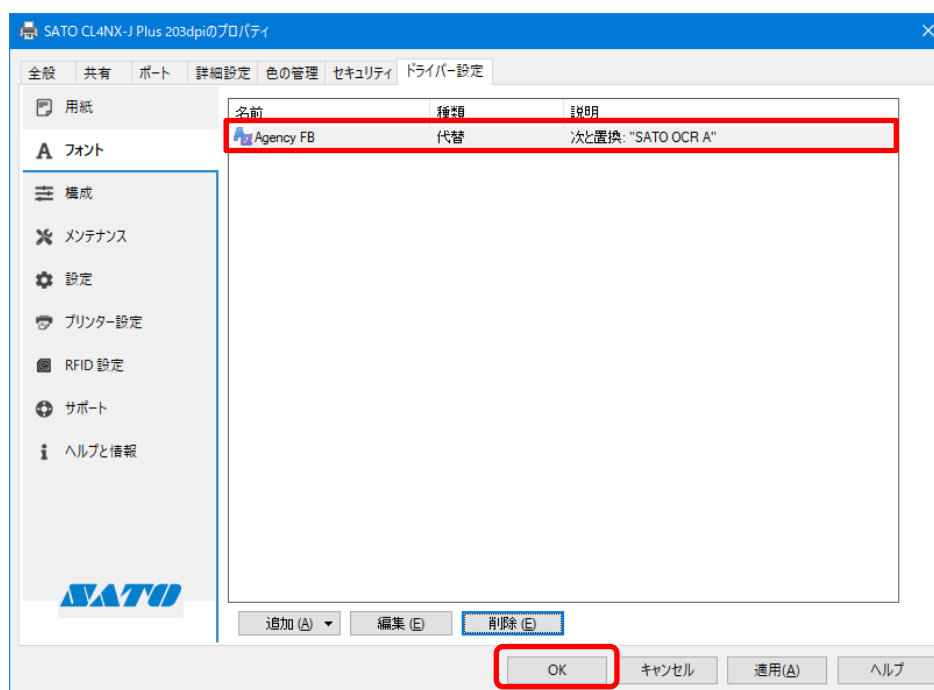 SATO CL4NX-J Plus 203dpiのプロパティ
全般 共有 ポート 詳細設定 色の管理 セキュリティ ドライバー設定
用紙
フォント
構成
メンテナンス
設定
プリンター設定
RFID 設定
サポート
ヘルプと情報
SATO
名前 種類 説明
Agency FB 代替 次と置換: "SATO OCR A"
追加 (A) 編集 (E) 削除 (E)
OK キャンセル 適用(A) ヘルプ